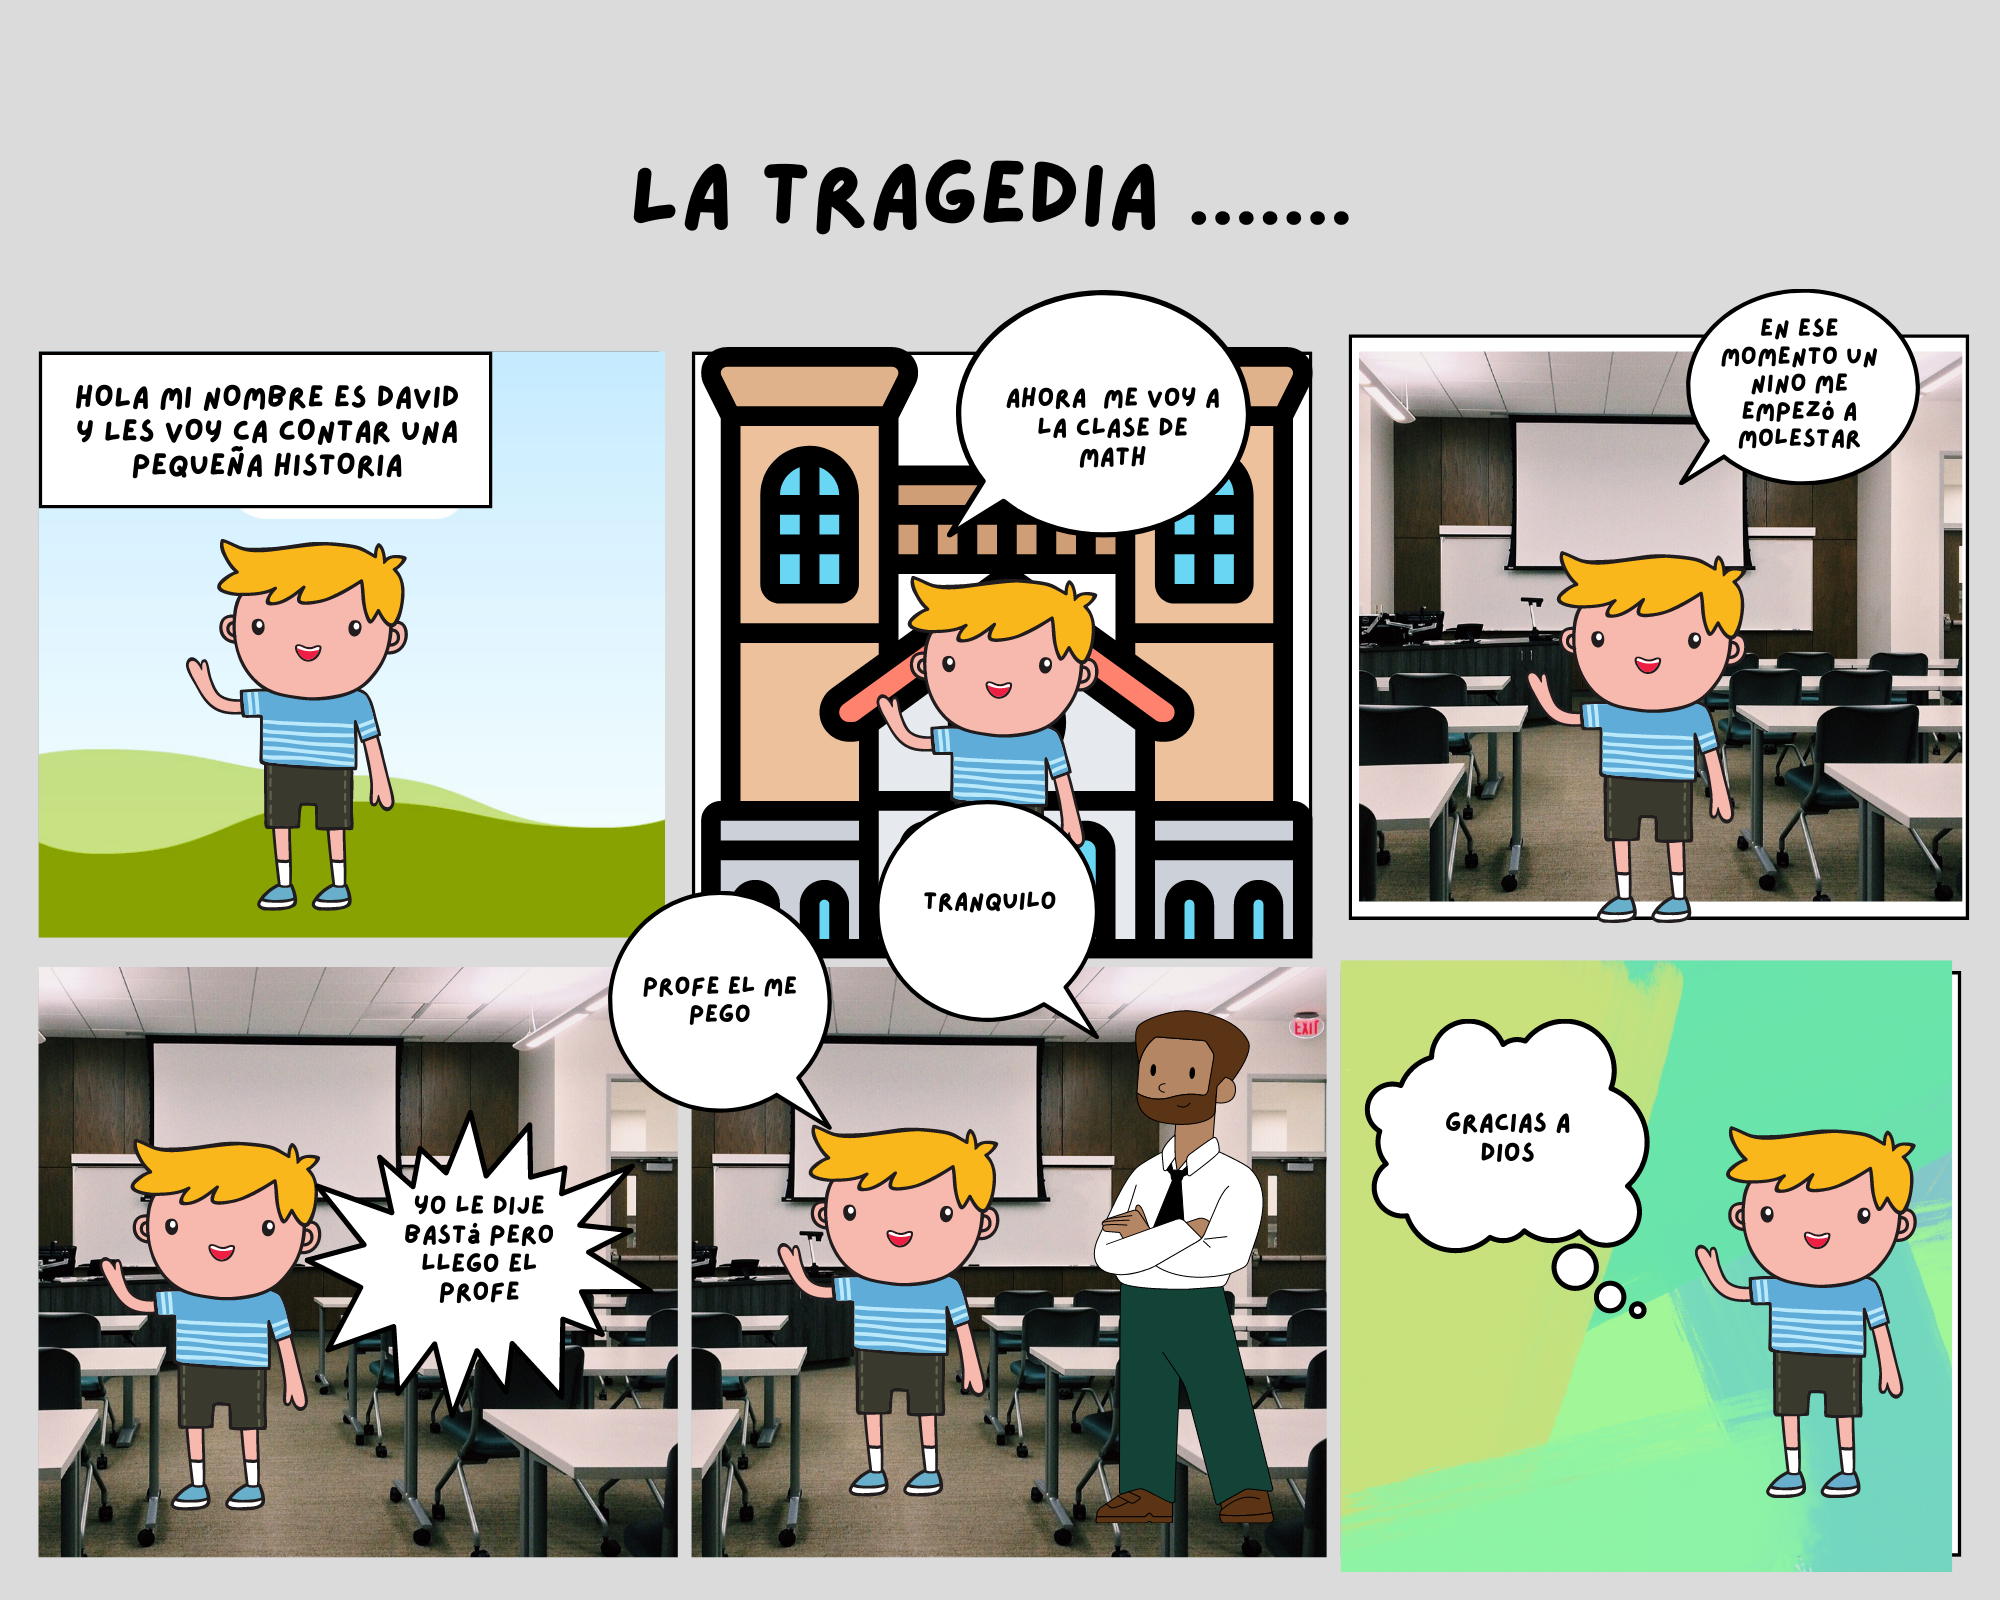 LA TRAGEDIA .......
HOLA MI NOMBRE ES DAVID
Y LES VOY CA CONTAR UNA
PEQUEÑA HISTORIA
AHORA ME VOY A
LA CLASE DE
MATH
EN ESE
MOMENTO UN
NINO ME
EMPEZó A
MOLESTAR
YO LE DIJE
BASTá PERO
LLEGO EL
PROFE
PROFE EL ME
PEGO
TRANQUILO
EXIT
GRACIAS A
DIOS